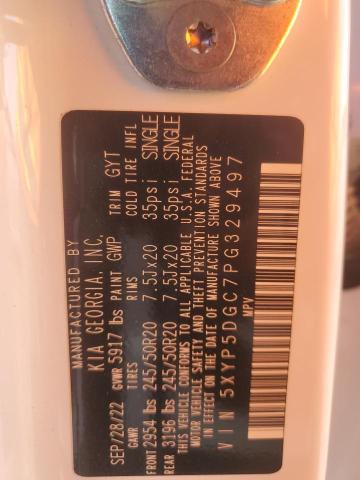 MANUFACTURED BY
KIA GEORGIA, INC.
SEP/28/22 GVWR 5917 lbs PAINT GWP TRIM GYT
GAWR TIRES RIMS COLD TIRE INFL
FRONT 2954 lbs 245/50R20 7.5Jx20 35psi SINGLE
REAR 3196 lbs 245/50R20 7.5Jx20 35psi SINGLE
THIS VEHICLE CONFORMS TO ALL APPLICABLE U.S.A. FEDERAL
MOTOR VEHICLE SAFETY AND THEFT PREVENTION STANDARDS
IN EFFECT ON THE DATE OF MANUFACTURE SHOWN ABOVE
VIN 5XYP5DGC7PG329497
MPV